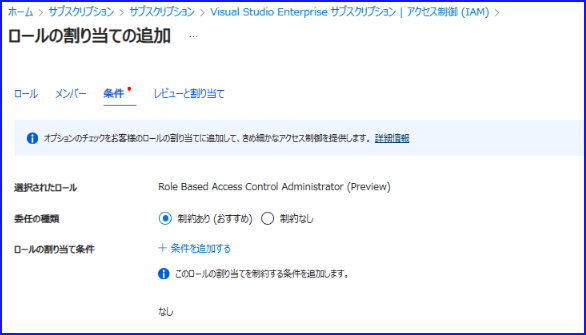 ホーム > サブスクリプション > サブスクリプション > Visual Studio Enterprise サブスクリプション | アクセス制御 (IAM) >
ロールの割り当ての追加 …
ロール メンバー 条件 レビューと割り当て
オプションのチェックをお客様のロールの割り当てに追加して、きめ細かなアクセス制御を提供します。 詳細情報
選択されたロール Role Based Access Control Administrator (Preview)
委任の種類 制約あり (おすすめ) 制約なし
ロールの割り当て条件 + 条件を追加する
このロールの割り当てを制約する条件を追加します。
なし